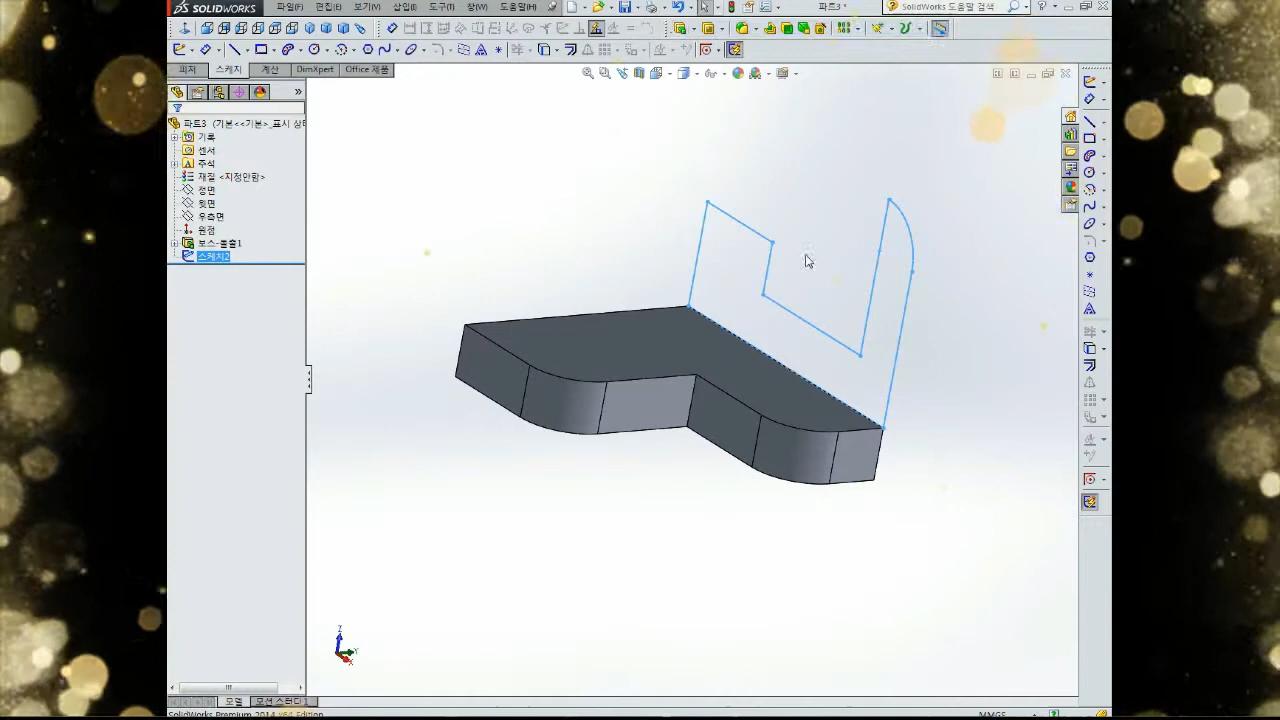 SOLIDWORKS 파일(F) 편집(E) 보기(V) 삽입(I) 도구(T) 창(W) 도움말(H) 파트3 * SolidWorks 도움말 검색
피처 스케치 계산 DimXpert Office 제품
파트3 (기본<<기본>_표시 상태
기록
센서
주석
재질 <지정안함>
정면
윗면
우측면
원점
보스-돌출1
스케치2
Z
Y
X
모델 모션 스터디 1
SolidWorks Premium 2014 x64 Edition MMGS